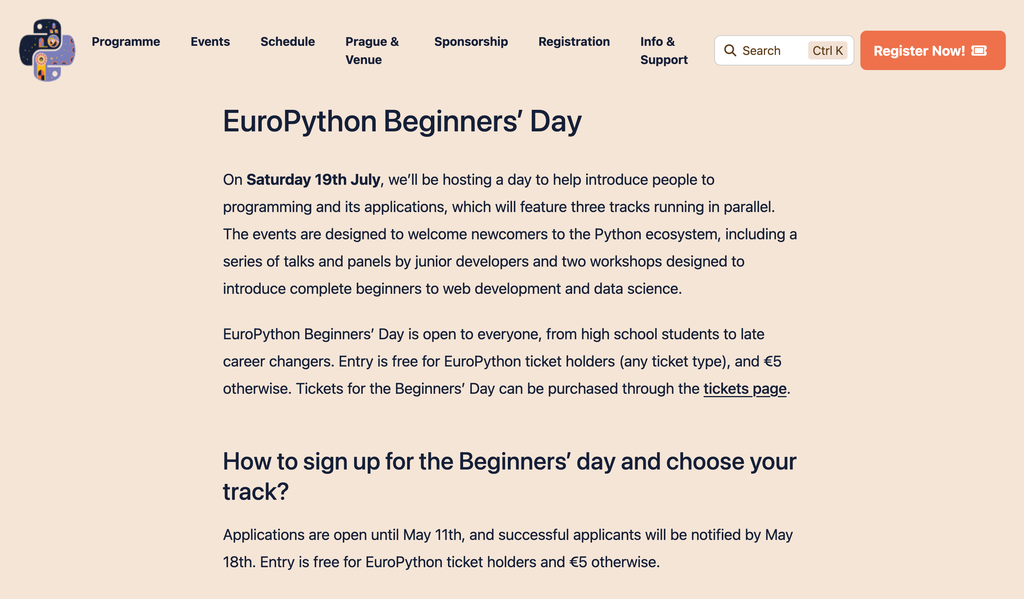 Programme
Events
Schedule
Prague &
Venue
Sponsorship
Registration
Info &
Support
Search
Ctrl K
Register Now!
EuroPython Beginners’ Day
On Saturday 19th July, we’ll be hosting a day to help introduce people to
programming and its applications, which will feature three tracks running in parallel.
The events are designed to welcome newcomers to the Python ecosystem, including a
series of talks and panels by junior developers and two workshops designed to
introduce complete beginners to web development and data science.
EuroPython Beginners’ Day is open to everyone, from high school students to late
career changers. Entry is free for EuroPython ticket holders (any ticket type), and €5
otherwise. Tickets for the Beginners’ Day can be purchased through the tickets page.
How to sign up for the Beginners’ day and choose your
track?
Applications are open until May 11th, and successful applicants will be notified by May
18th. Entry is free for EuroPython ticket holders and €5 otherwise.